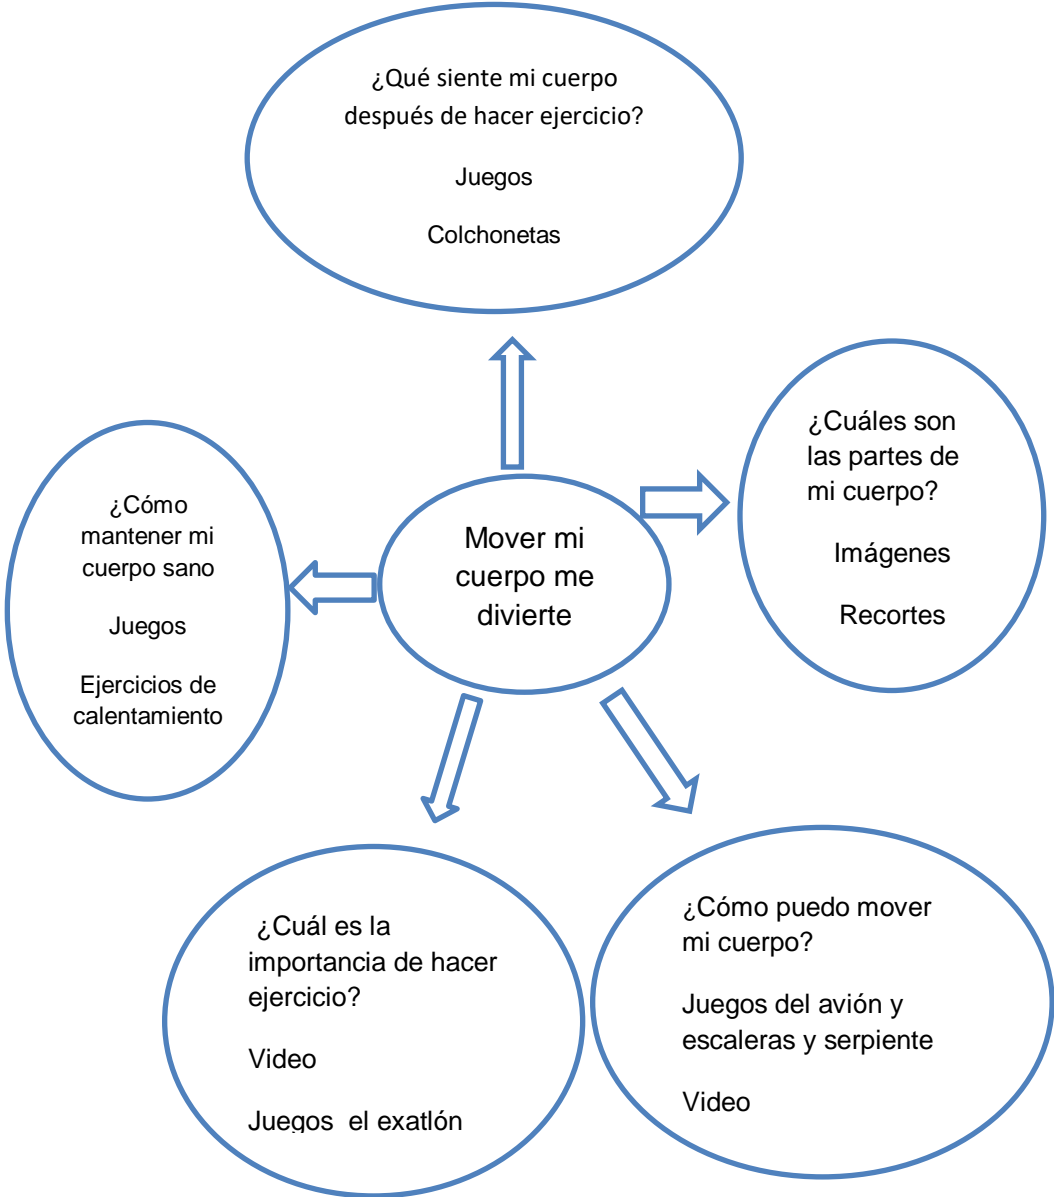 ¿Qué siente mi cuerpo
después de hacer ejercicio?
Juegos
Colchonetas
¿Cuáles son
las partes de
mi cuerpo?
Imágenes
Recortes
¿Cómo
mantener mi
cuerpo sano
Juegos
Ejercicios de
calentamiento
Mover mi
cuerpo me
divierte
¿Cuál es la
importancia de hacer
ejercicio?
Video
Juegos  el exatlón
¿Cómo puedo mover
mi cuerpo?
Juegos del avión y
escaleras y serpiente
Video